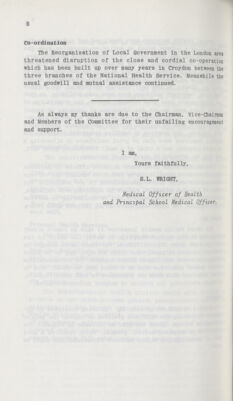 8
Co-ordination
The Reorganisation of Local Government in the London area
threatened disruption of the close and cordial co-operation
which has been built up over many years in Croydon between the
three branches of the National Health Service. Meanwhile the
usual goodwill and mutual assistance continued.
As always my thanks are due to the Chairman, Vice-Chairman
and Members of the Committee for their unfailing encouragement
and support.
I am,
Yours faithfully,
S.L. WRIGHT,
Medical Officer of Health
and Principal School Medical Officer.